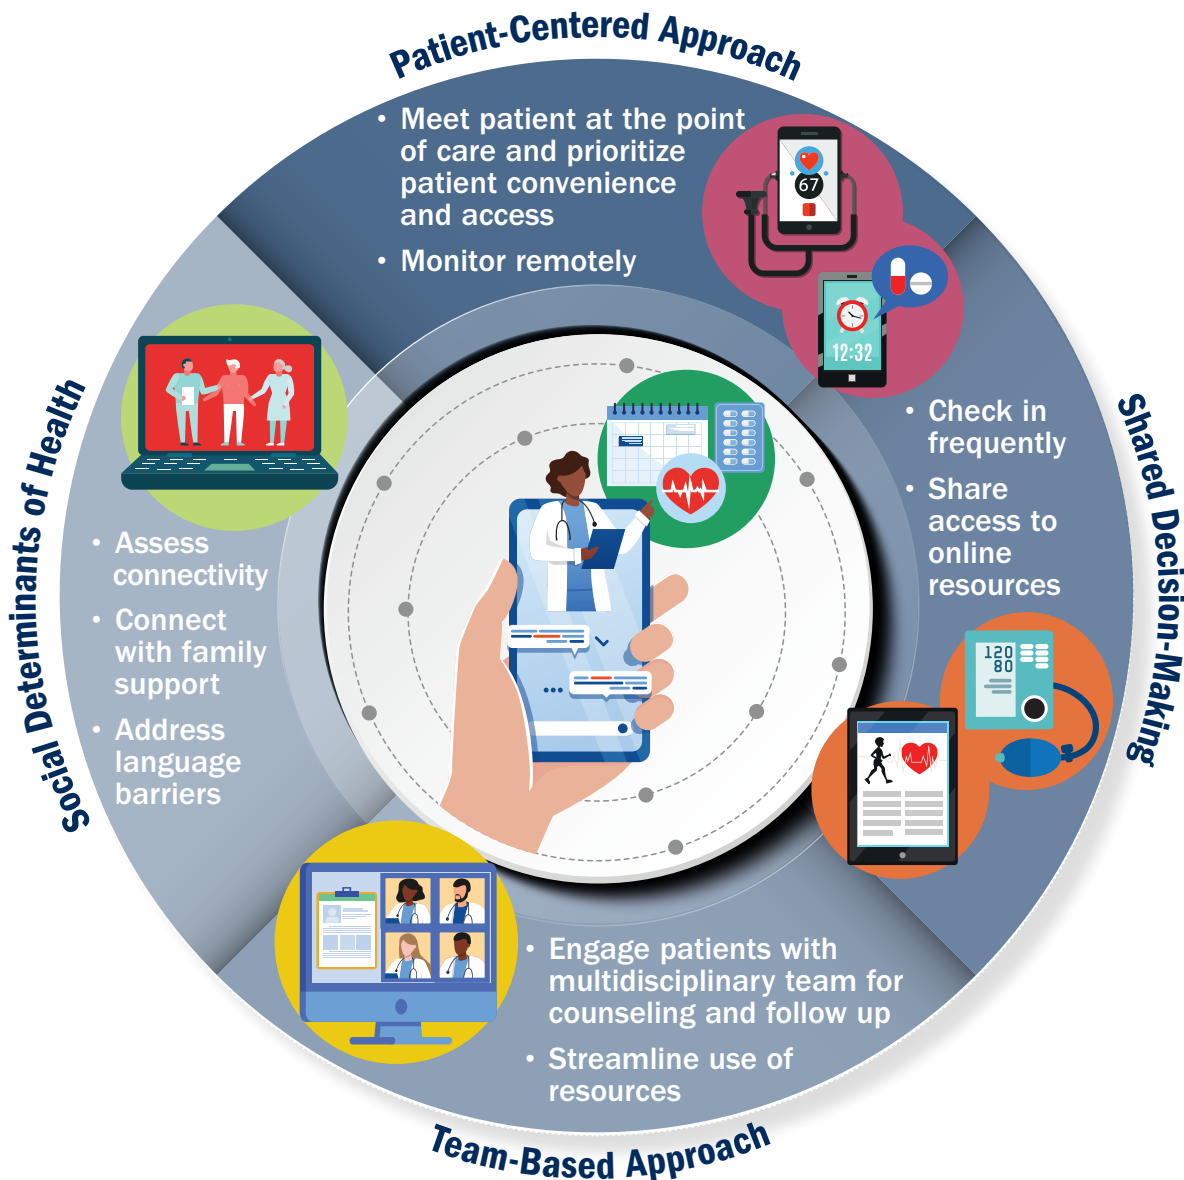 Patient-Centered Approach
• Meet patient at the point
of care and prioritize
patient convenience
and access
• Monitor remotely
67
12:32
Shared Decision-Making
• Check in
frequently
• Share
access to
online
resources
120
80
Team-Based Approach
• Engage patients with
multidisciplinary team for
counseling and follow up
• Streamline use of
resources
Social Determinants of Health
• Assess
connectivity
• Connect
with family
support
• Address
language
barriers